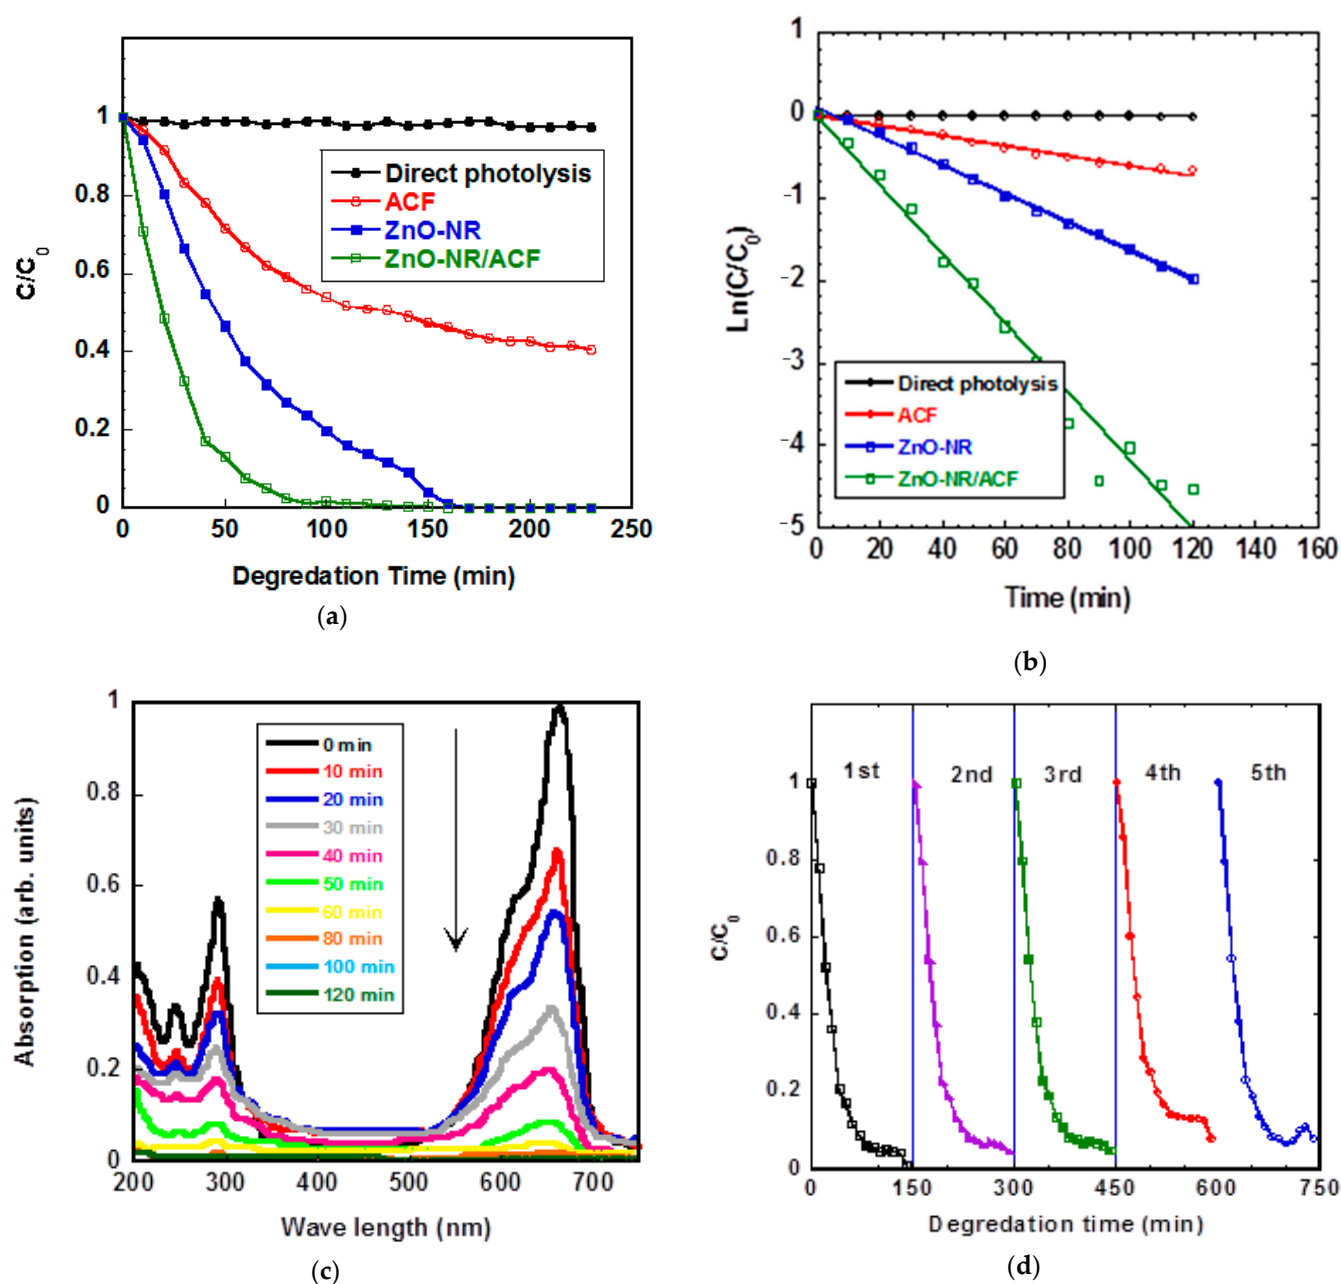 C/C0
1
0.8
0.6
0.4
0.2
0
0 50 100 150 200 250
Direct photolysis
ACF
ZnO-NR
ZnO-NR/ACF
Degredation Time (min)
(a)
Ln(C/C0)
1
0
-1
-2
-3
-4
-5
0 20 40 60 80 100 120 140 160
Direct photolysis
ACF
ZnO-NR
ZnO-NR/ACF
Time (min)
(b)
Absorption (arb. units)
1
0.8
0.6
0.4
0.2
0
200 300 400 500 600 700
0 min
10 min
20 min
30 min
40 min
50 min
60 min
80 min
100 min
120 min
Wave length (nm)
(c)
C/C0
1
0.8
0.6
0.4
0.2
0
0 150 300 450 600 750
1st 2nd 3rd 4th 5th
Degredation time (min)
(d)